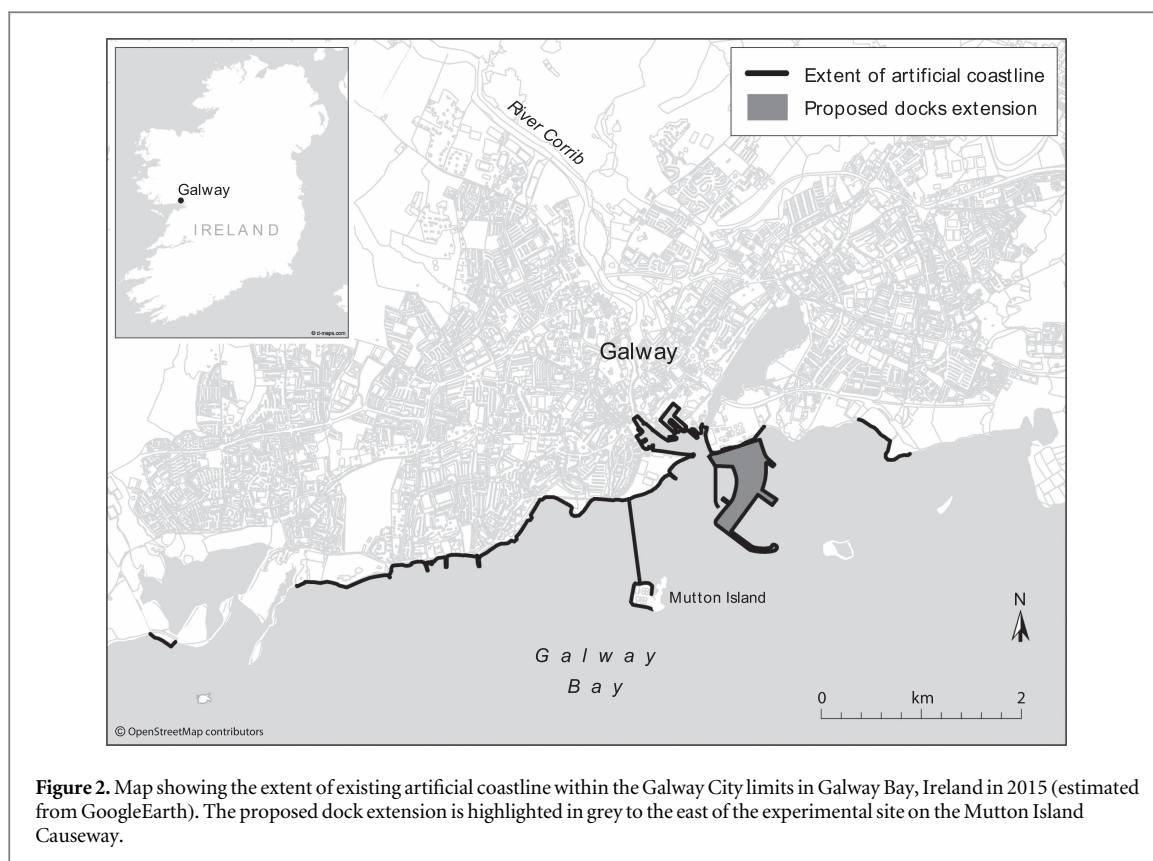 Galway
IRELAND
© d-maps.com
River Corrib
Extent of artificial coastline
Proposed docks extension
Galway
Mutton Island
Galway
Bay
N
0 km 2
© OpenStreetMap contributors
Figure 2. Map showing the extent of existing artificial coastline within the Galway City limits in Galway Bay, Ireland in 2015 (estimated
from GoogleEarth). The proposed dock extension is highlighted in grey to the east of the experimental site on the Mutton Island
Causeway.